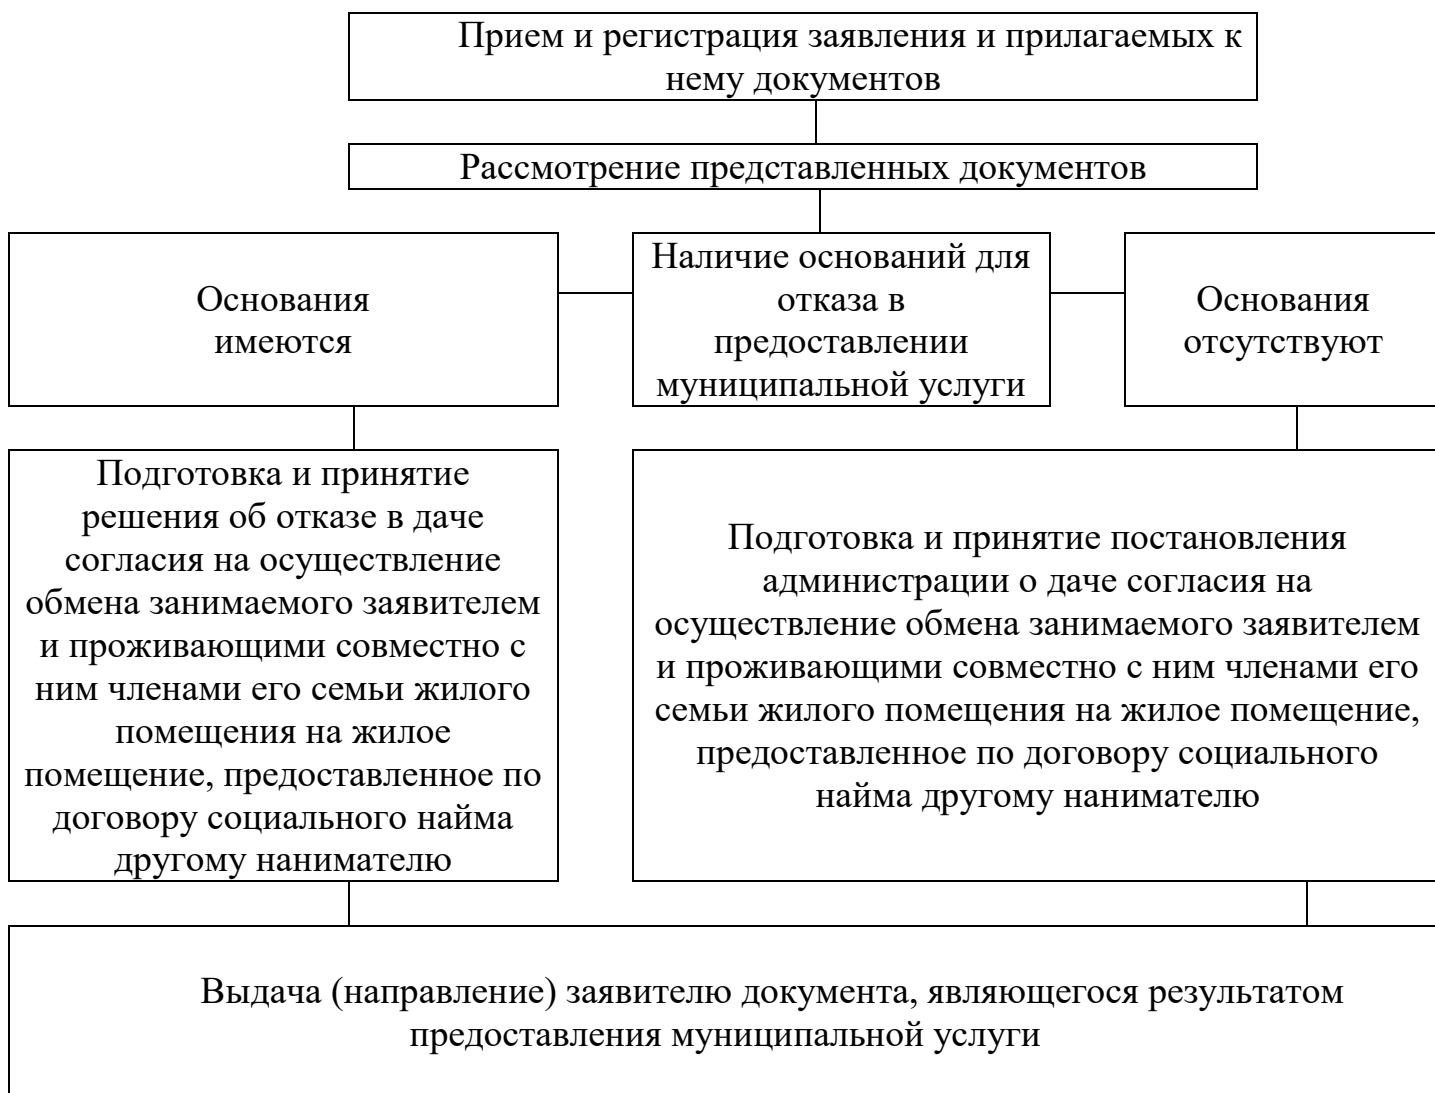 Прием и регистрация заявления и прилагаемых к
нему документов
Рассмотрение представленных документов
Основания
имеются
Наличие оснований для
отказа в
предоставлении
муниципальной услуги
Основания
отсутствуют
Подготовка и принятие
решения об отказе в даче
согласия на осуществление
обмена занимаемого заявителем
и проживающими совместно с
ним членами его семьи жилого
помещения на жилое
помещение, предоставленное по
договору социального найма
другому нанимателю
Подготовка и принятие постановления
администрации о даче согласия на
осуществление обмена занимаемого заявителем
и проживающими совместно с ним членами его
семьи жилого помещения на жилое помещение,
предоставленное по договору социального
найма другому нанимателю
Выдача (направление) заявителю документа, являющегося результатом
предоставления муниципальной услуги